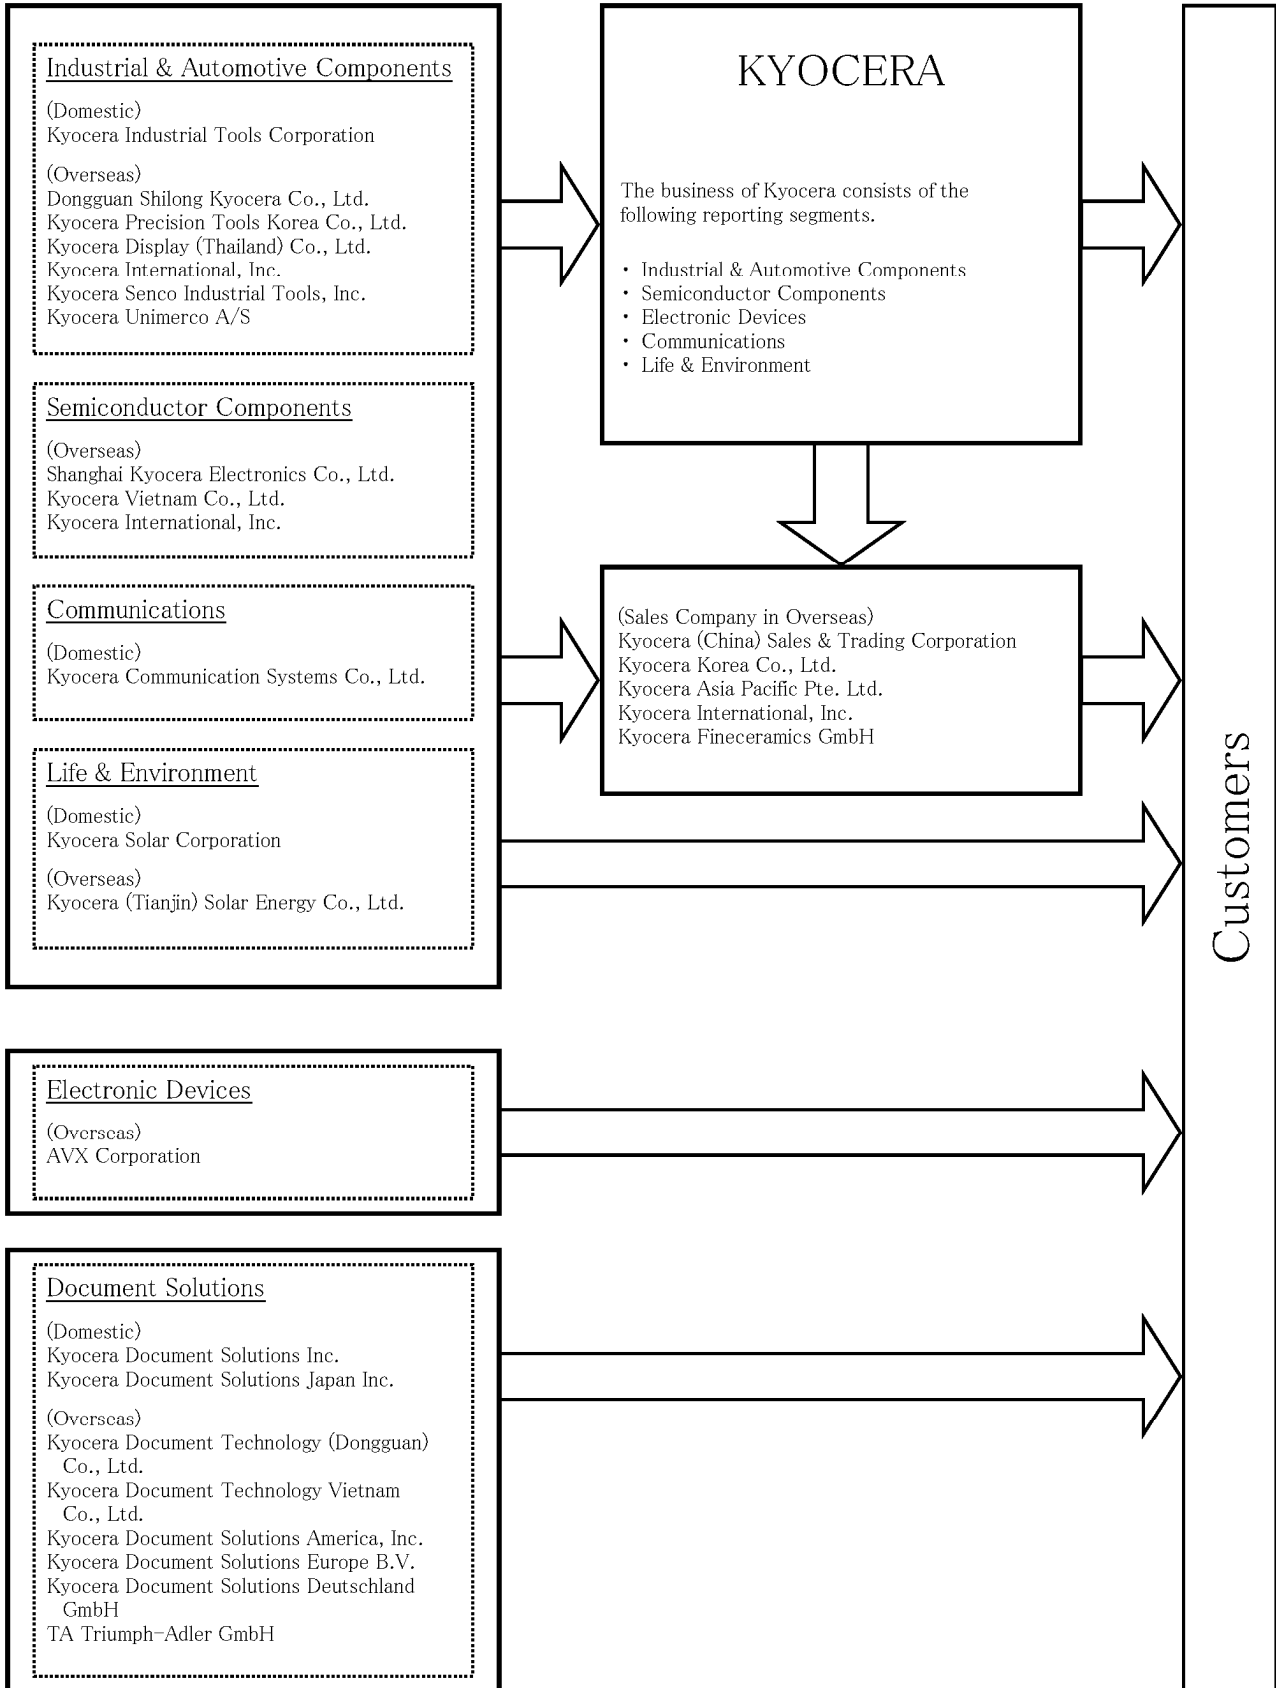 Industrial & Automotive Components
(Domestic)
Kyocera Industrial Tools Corporation
(Overseas)
Dongguan Shilong Kyocera Co., Ltd.
Kyocera Precision Tools Korea Co., Ltd.
Kyocera Display (Thailand) Co., Ltd.
Kyocera International, Inc.
Kyocera Senco Industrial Tools, Inc.
Kyocera Unimerco A/S
Semiconductor Components
(Overseas)
Shanghai Kyocera Electronics Co., Ltd.
Kyocera Vietnam Co., Ltd.
Kyocera International, Inc.
Communications
(Domestic)
Kyocera Communication Systems Co., Ltd.
Life & Environment
(Domestic)
Kyocera Solar Corporation
(Overseas)
Kyocera (Tianjin) Solar Energy Co., Ltd.
KYOCERA
The business of Kyocera consists of the
following reporting segments.
・ Industrial & Automotive Components
・ Semiconductor Components
・ Electronic Devices
・ Communications
・ Life & Environment
(Sales Company in Overseas)
Kyocera (China) Sales & Trading Corporation
Kyocera Korea Co., Ltd.
Kyocera Asia Pacific Pte. Ltd.
Kyocera International, Inc.
Kyocera Fineceramics GmbH
Customers
Electronic Devices
(Overseas)
AVX Corporation
Document Solutions
(Domestic)
Kyocera Document Solutions Inc.
Kyocera Document Solutions Japan Inc.
(Overseas)
Kyocera Document Technology (Dongguan)
Co., Ltd.
Kyocera Document Technology Vietnam
Co., Ltd.
Kyocera Document Solutions America, Inc.
Kyocera Document Solutions Europe B.V.
Kyocera Document Solutions Deutschland
GmbH
TA Triumph-Adler GmbH